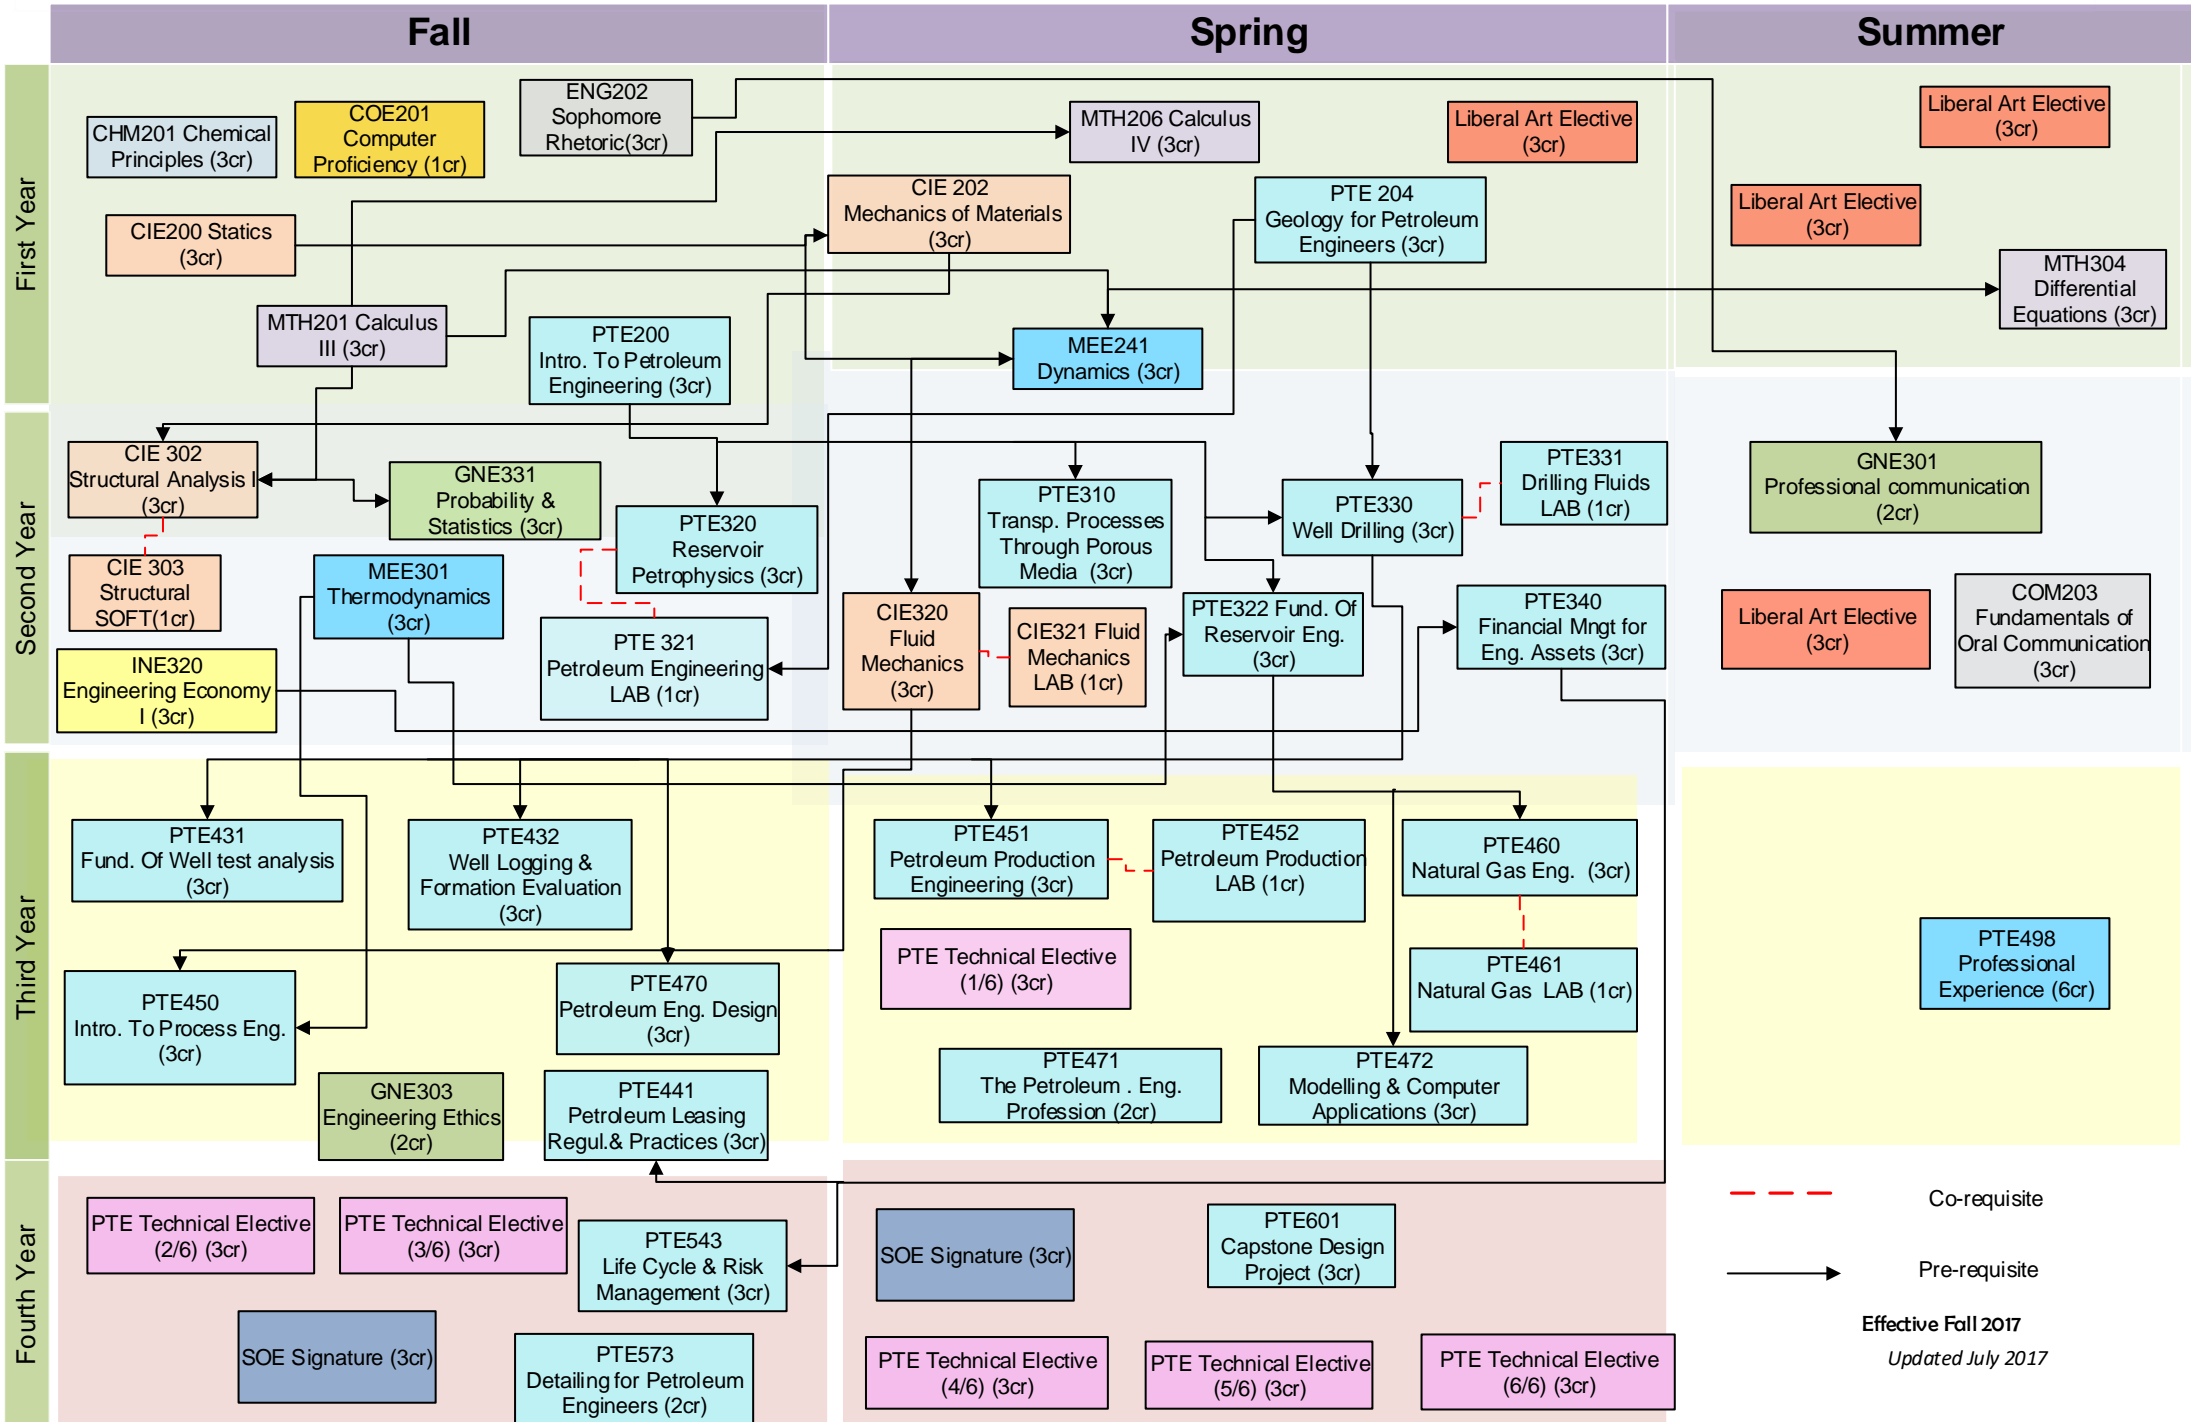 Fall
Spring
Summer
First Year
CHM201 Chemical
Principles (3cr)
COE201
Computer
Proficiency (1cr)
ENG202
Sophomore
Rhetoric(3cr)
CIE200 Statics
(3cr)
MTH201 Calculus
III (3cr)
PTE200
Intro. To Petroleum
Engineering (3cr)
MTH206 Calculus
IV (3cr)
Liberal Art Elective
(3cr)
CIE 202
Mechanics of Materials
(3cr)
PTE 204
Geology for Petroleum
Engineers (3cr)
MEE241
Dynamics (3cr)
Liberal Art Elective
(3cr)
Liberal Art Elective
(3cr)
MTH304
Differential
Equations (3cr)
Second Year
CIE 302
Structural Analysis I
(3cr)
GNE331
Probability &
Statistics (3cr)
PTE320
Reservoir
Petrophysics (3cr)
CIE 303
Structural
SOFT(1cr)
MEE301
Thermodynamics
(3cr)
PTE 321
Petroleum Engineering
LAB (1cr)
INE320
Engineering Economy
I (3cr)
PTE310
Transp. Processes
Through Porous
Media (3cr)
PTE330
Well Drilling (3cr)
PTE331
Drilling Fluids
LAB (1cr)
CIE320
Fluid
Mechanics
(3cr)
CIE321 Fluid
Mechanics
LAB (1cr)
PTE322 Fund. Of
Reservoir Eng.
(3cr)
PTE340
Financial Mngt for
Eng. Assets (3cr)
GNE301
Professional communication
(2cr)
Liberal Art Elective
(3cr)
COM203
Fundamentals of
Oral Communication
(3cr)
Third Year
PTE431
Fund. Of Well test analysis
(3cr)
PTE432
Well Logging &
Formation Evaluation
(3cr)
PTE450
Intro. To Process Eng.
(3cr)
PTE470
Petroleum Eng. Design
(3cr)
GNE303
Engineering Ethics
(2cr)
PTE441
Petroleum Leasing
Regul.& Practices (3cr)
PTE451
Petroleum Production
Engineering (3cr)
PTE452
Petroleum Production
LAB (1cr)
PTE460
Natural Gas Eng. (3cr)
PTE Technical Elective
(1/6) (3cr)
PTE461
Natural Gas LAB (1cr)
PTE471
The Petroleum . Eng.
Profession (2cr)
PTE472
Modelling & Computer
Applications (3cr)
PTE498
Professional
Experience (6cr)
Fourth Year
PTE Technical Elective
(2/6) (3cr)
PTE Technical Elective
(3/6) (3cr)
PTE543
Life Cycle & Risk
Management (3cr)
SOE Signature (3cr)
PTE573
Detailing for Petroleum
Engineers (2cr)
SOE Signature (3cr)
PTE601
Capstone Design
Project (3cr)
PTE Technical Elective
(4/6) (3cr)
PTE Technical Elective
(5/6) (3cr)
PTE Technical Elective
(6/6) (3cr)
Co-requisite
Pre-requisite
Effective Fall 2017
Updated July 2017